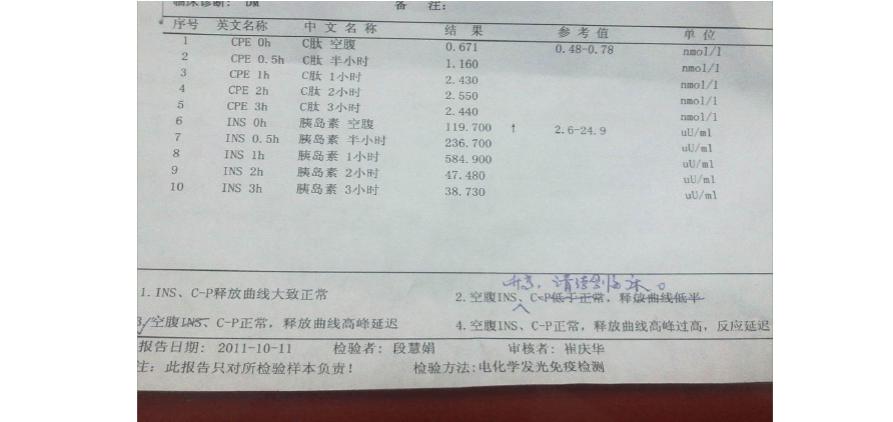 临床诊断: DM 备 注:
序号 英文名称 中 文 名 称 结 果 参 考 值 单 位
1 CPE 0h C肽 空腹 0.671 0.48-0.78 nmol/l
2 CPE 0.5h C肽 半小时 1.160 nmol/l
3 CPE 1h C肽 1小时 2.430 nmol/l
4 CPE 2h C肽 2小时 2.550 nmol/l
5 CPE 3h C肽 3小时 2.440 nmol/l
6 INS 0h 胰岛素 空腹 119.700 ↑ 2.6-24.9 uU/ml
7 INS 0.5h 胰岛素 半小时 236.700 uU/ml
8 INS 1h 胰岛素 1小时 584.900 uU/ml
9 INS 2h 胰岛素 2小时 47.480 uU/ml
10 INS 3h 胰岛素 3小时 38.730 uU/ml
升高,请结合临床。
1.INS、C-P释放曲线大致正常 2.空腹INS、C-P低于正常,释放曲线低平
3/空腹INS、C-P正常,释放曲线高峰延迟 4.空腹INS、C-P正常,释放曲线高峰过高,反应延迟
报告日期: 2011-10-11 检验者: 段慧娟 审核者: 崔庆华
注: 此报告只对所检验样本负责! 检验方法:电化学发光免疫检测